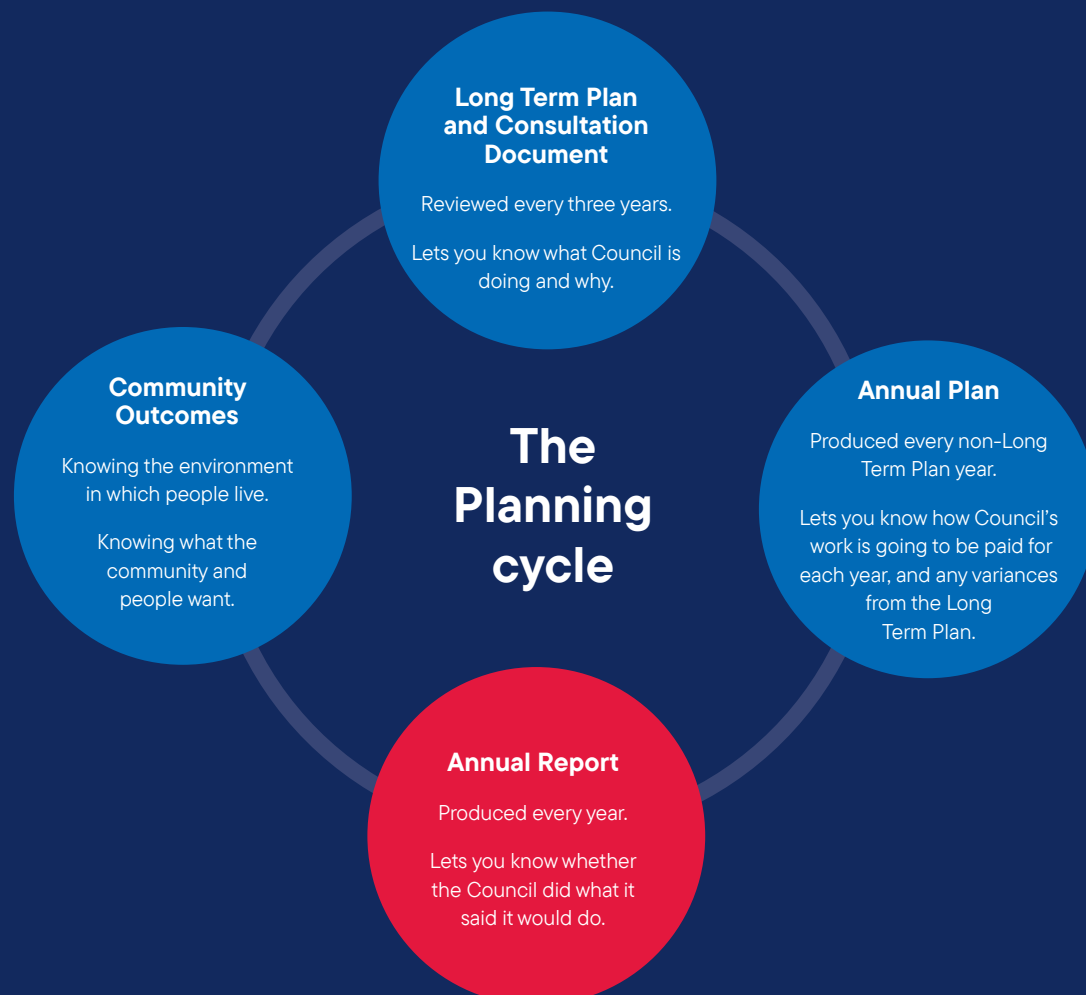 Long Term Plan
and Consultation
Document
Reviewed every three years.
Lets you know what Council is
doing and why.
Community
Outcomes
Knowing the environment
in which people live.
Knowing what the
community and
people want.
The
Planning
cycle
Annual Plan
Produced every non-Long
Term Plan year.
Lets you know how Council’s
work is going to be paid for
each year, and any variances
from the Long
Term Plan.
Annual Report
Produced every year.
Lets you know whether
the Council did what it
said it would do.